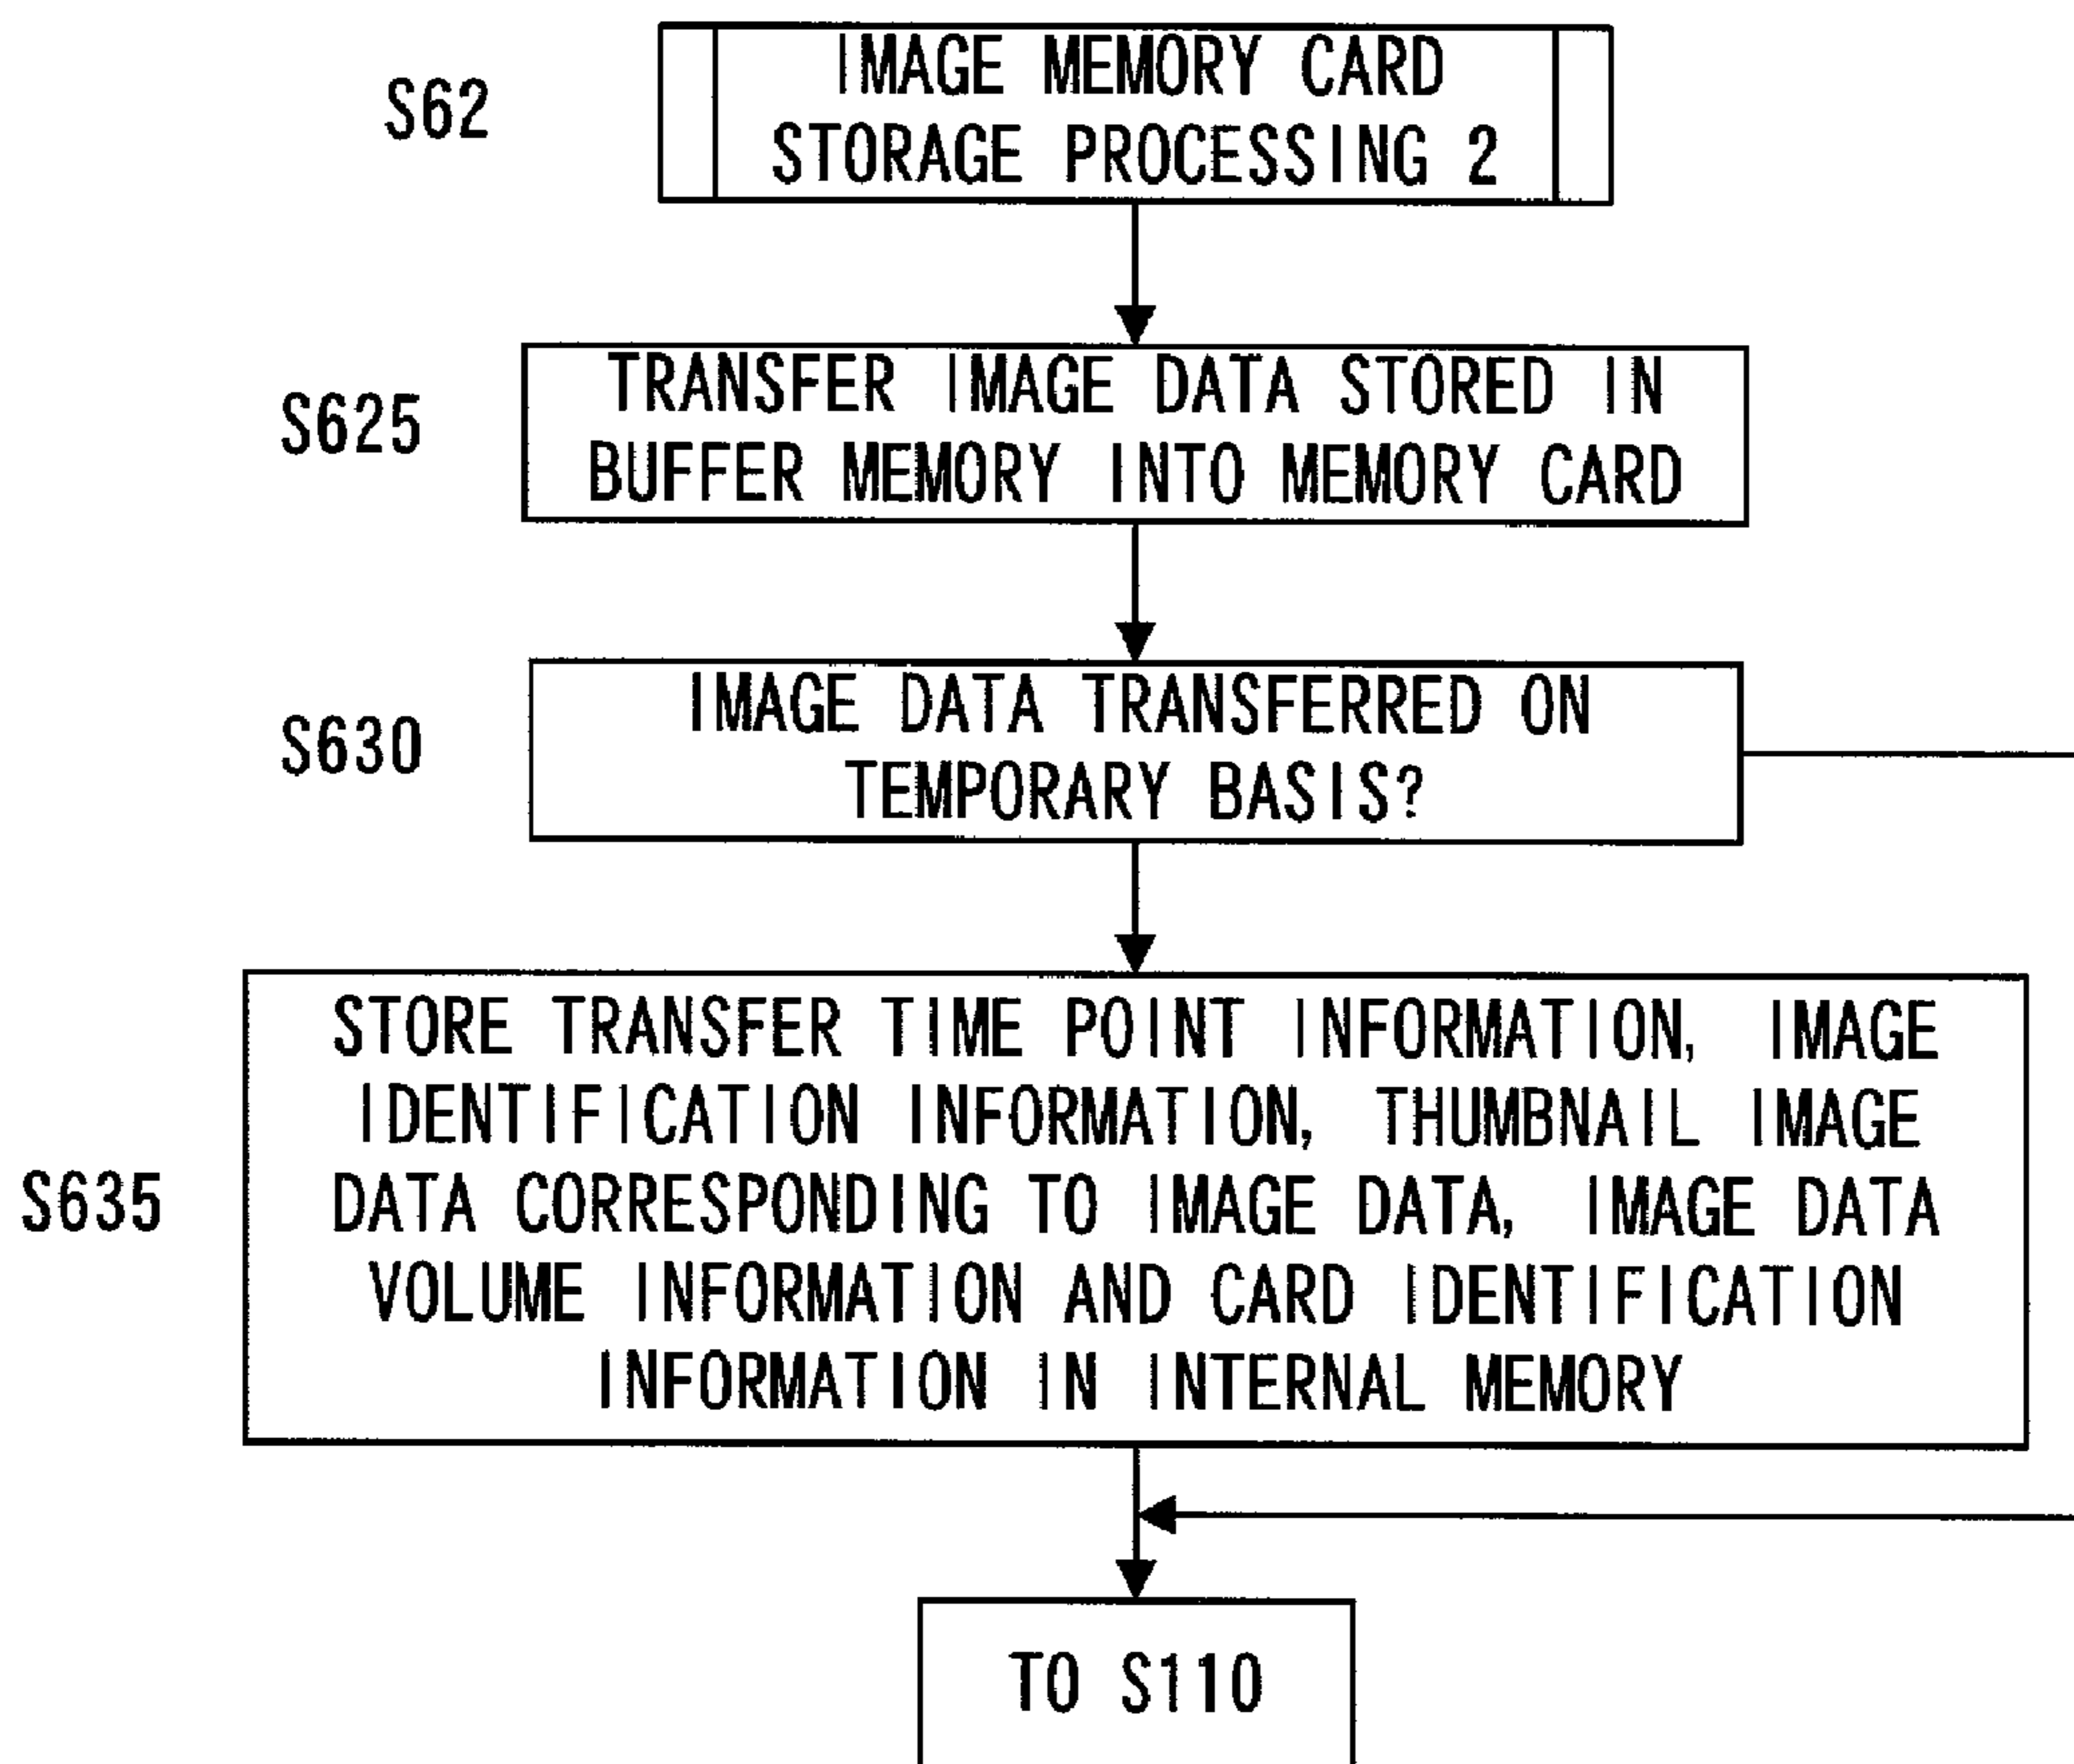 S62
IMAGE MEMORY CARD
STORAGE PROCESSING 2
S625
TRANSFER IMAGE DATA STORED IN
BUFFER MEMORY INTO MEMORY CARD
S630
IMAGE DATA TRANSFERRED ON
TEMPORARY BASIS?
S635
STORE TRANSFER TIME POINT INFORMATION, IMAGE
IDENTIFICATION INFORMATION, THUMBNAIL IMAGE
DATA CORRESPONDING TO IMAGE DATA, IMAGE DATA
VOLUME INFORMATION AND CARD IDENTIFICATION
INFORMATION IN INTERNAL MEMORY
TO S110